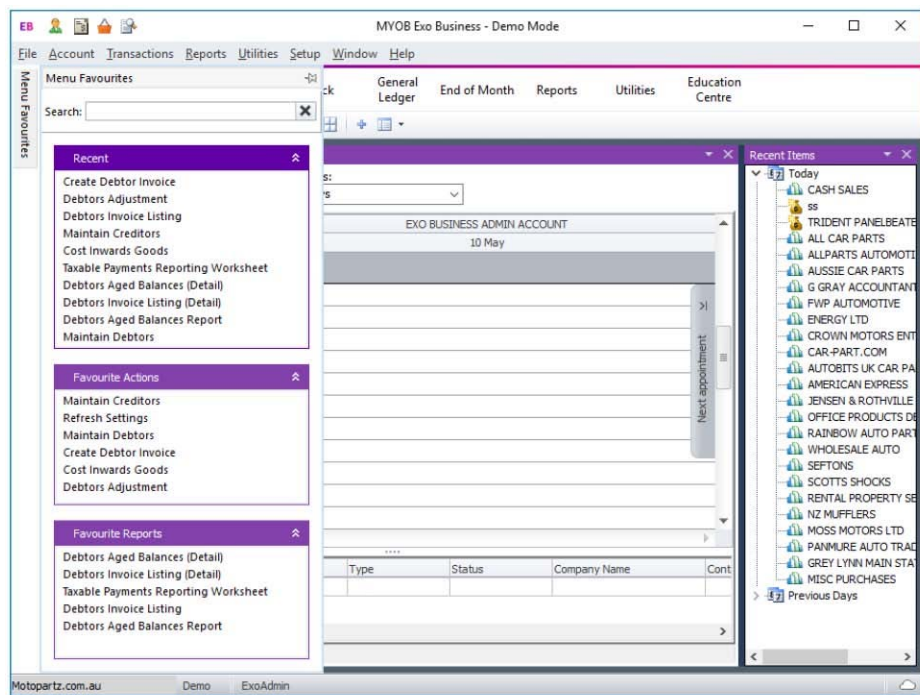 EB
MYOB Exo Business - Demo Mode
File Account Transactions Reports Utilities Setup Window Help
Menu Favourites
Menu Favourites
Search:
Recent
Create Debtor Invoice
Debtors Adjustment
Debtors Invoice Listing
Maintain Creditors
Cost Inwards Goods
Taxable Payments Reporting Worksheet
Debtors Aged Balances (Detail)
Debtors Invoice Listing (Detail)
Debtors Aged Balances Report
Maintain Debtors
Favourite Actions
Maintain Creditors
Refresh Settings
Maintain Debtors
Create Debtor Invoice
Cost Inwards Goods
Debtors Adjustment
Favourite Reports
Debtors Aged Balances (Detail)
Debtors Invoice Listing (Detail)
Taxable Payments Reporting Worksheet
Debtors Invoice Listing
Debtors Aged Balances Report
ck
General Ledger
End of Month
Reports
Utilities
Education Centre
s:
EXO BUSINESS ADMIN ACCOUNT
10 May
Next appointment
Type Status Company Name Cont
Recent Items
Today
CASH SALES
ss
TRIDENT PANELBEATE
ALL CAR PARTS
ALLPARTS AUTOMOTI
AUSSIE CAR PARTS
G GRAY ACCOUNTANT
FWP AUTOMOTIVE
ENERGY LTD
CROWN MOTORS ENT
CAR-PART.COM
AUTOBITS UK CAR PA
AMERICAN EXPRESS
JENSEN & ROTHVILLE
OFFICE PRODUCTS DE
RAINBOW AUTO PART
WHOLESALE AUTO
SEFTONS
SCOTTS SHOCKS
RENTAL PROPERTY SE
NZ MUFFLERS
MOSS MOTORS LTD
PANMURE AUTO TRAD
GREY LYNN MAIN STA
MISC PURCHASES
Previous Days
Motopartz.com.au Demo ExoAdmin